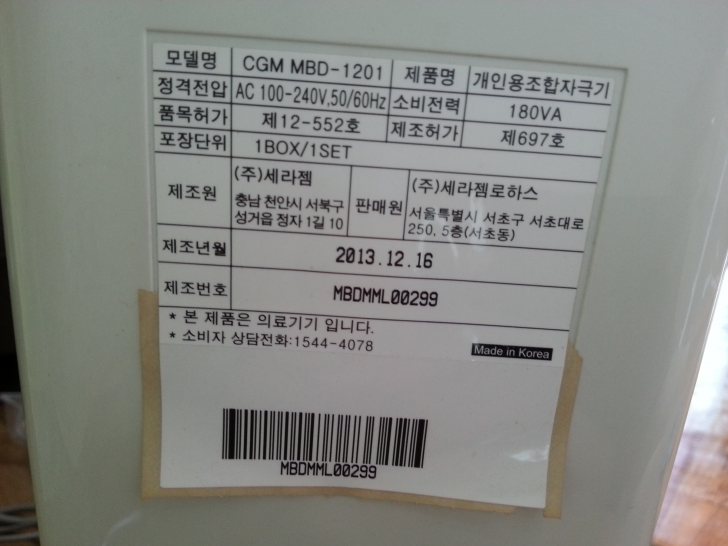 모델명 CGM MBD-1201 제품명 개인용조합자극기
정격전압 AC 100-240V,50/60Hz 소비전력 180VA
품목허가 제12-552호 제조허가 제697호
포장단위 1BOX/1SET
제조원 (주)세라젬
충남 천안시 서북구
성거읍 정자 1길 10
판매원 (주)세라젬로하스
서울특별시 서초구 서초대로
250, 5층(서초동)
제조년월 2013.12.16
제조번호 MBDMML00299
* 본 제품은 의료기기 입니다.
* 소비자 상담전화:1544-4078
Made in Korea
MBDMML00299